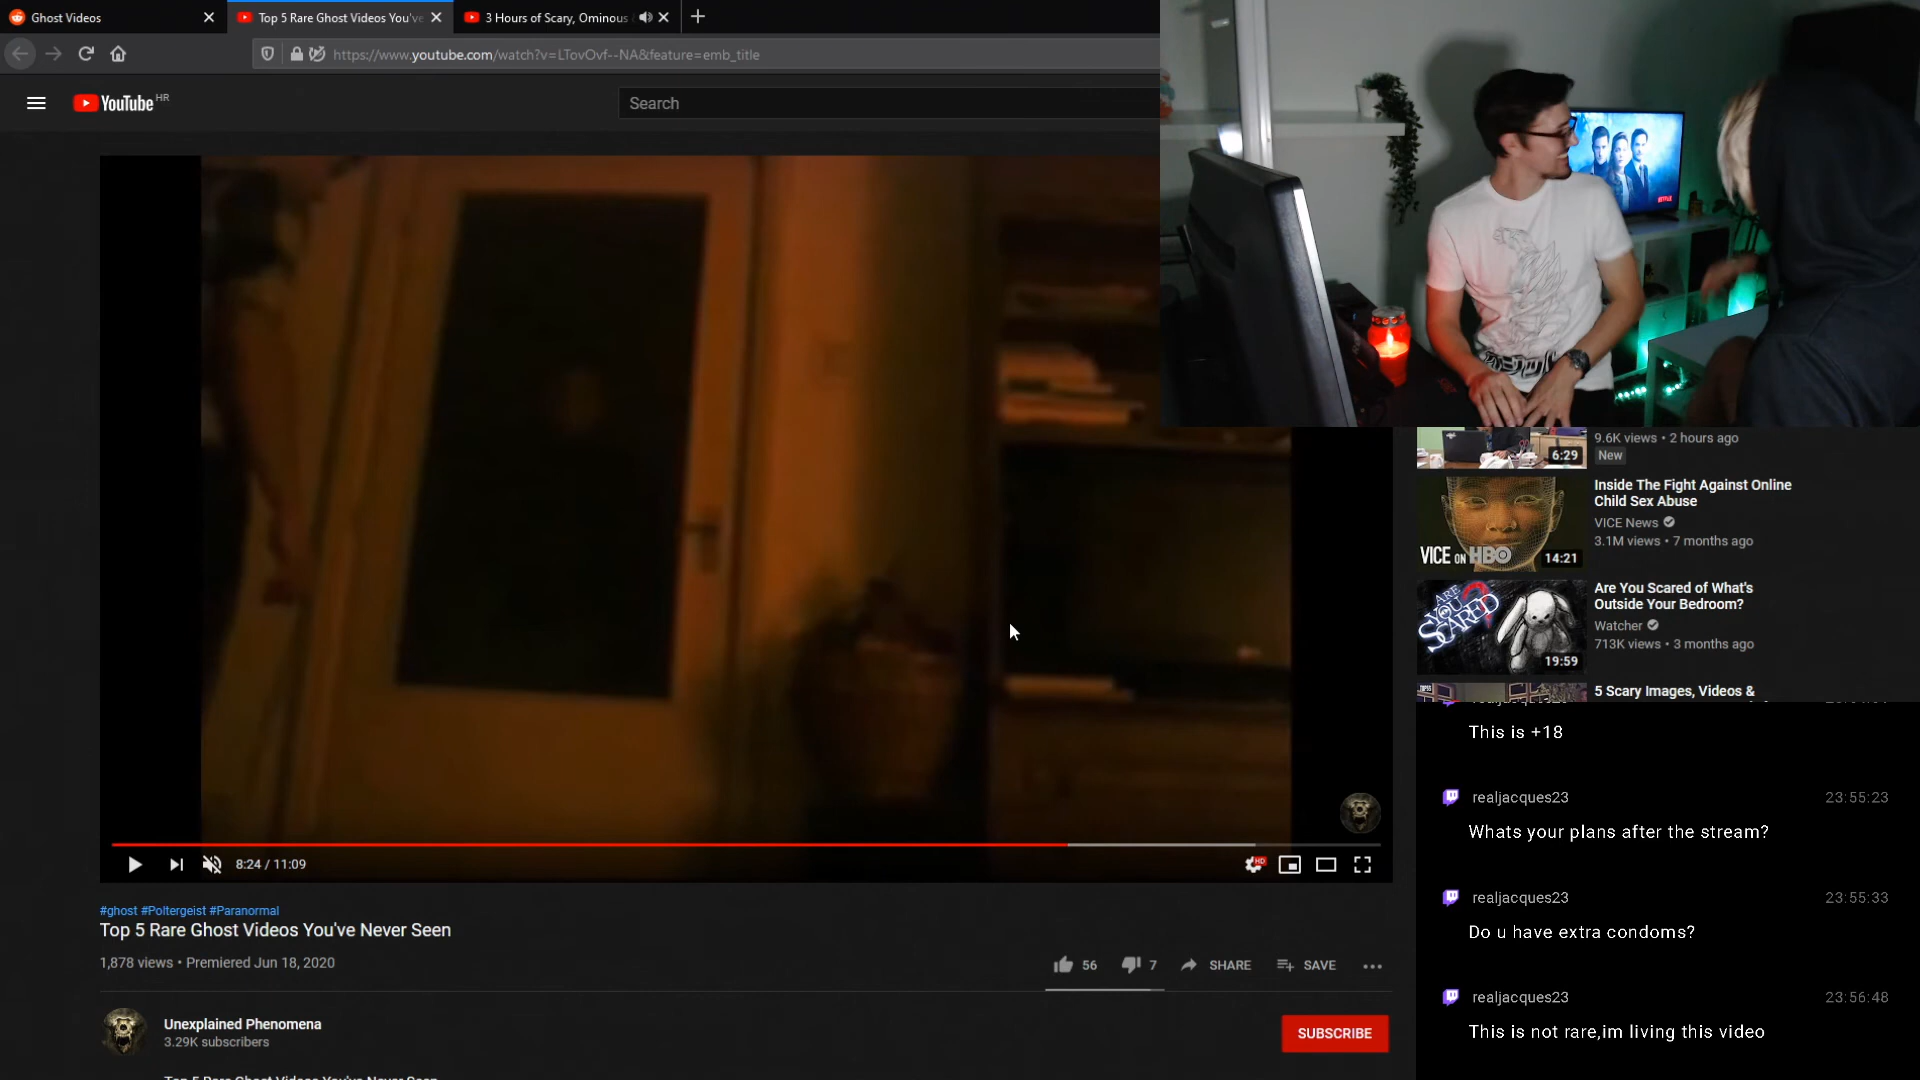 Ghost Videos
Top 5 Rare Ghost Videos You've
3 Hours of Scary, Ominous
https://www.youtube.com/watch?v=LTovOvf--NA&feature=emb_title
YouTube HR
Search
NETFLIX
9.6K views • 2 hours ago
6:29
New
Inside The Fight Against Online
Child Sex Abuse
VICE News
3.1M views • 7 months ago
VICE ON HBO
14:21
Are You Scared of What's
Outside Your Bedroom?
Watcher
713K views • 3 months ago
ARE YOU SCARED?
19:59
5 Scary Images, Videos &
This is +18
realjacques23 23:55:23
Whats your plans after the stream?
realjacques23 23:55:33
Do u have extra condoms?
realjacques23 23:56:48
This is not rare,im living this video
8:24 / 11:09
HD
#ghost #Poltergeist #Paranormal
Top 5 Rare Ghost Videos You've Never Seen
1,878 views • Premiered Jun 18, 2020
56
7
SHARE
SAVE
Unexplained Phenomena
3.29K subscribers
SUBSCRIBE
Top 5 Rare Ghost Videos You've Never Seen